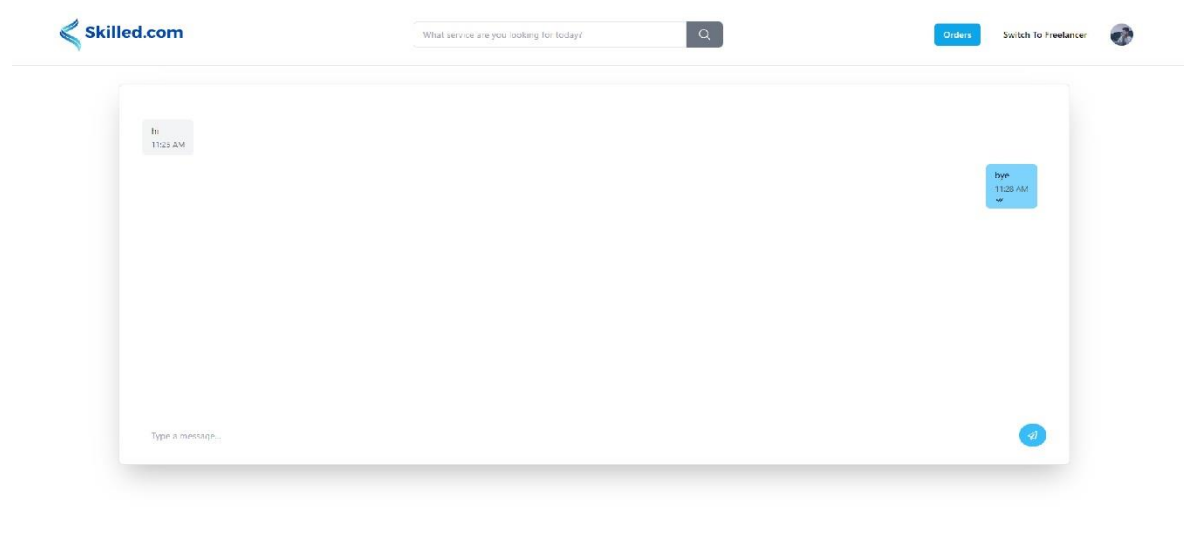 Skilled.com
What service are you looking for today?
Orders
Switch To Freelancer
hi
11:25 AM
bye
11:28 AM
Type a message...